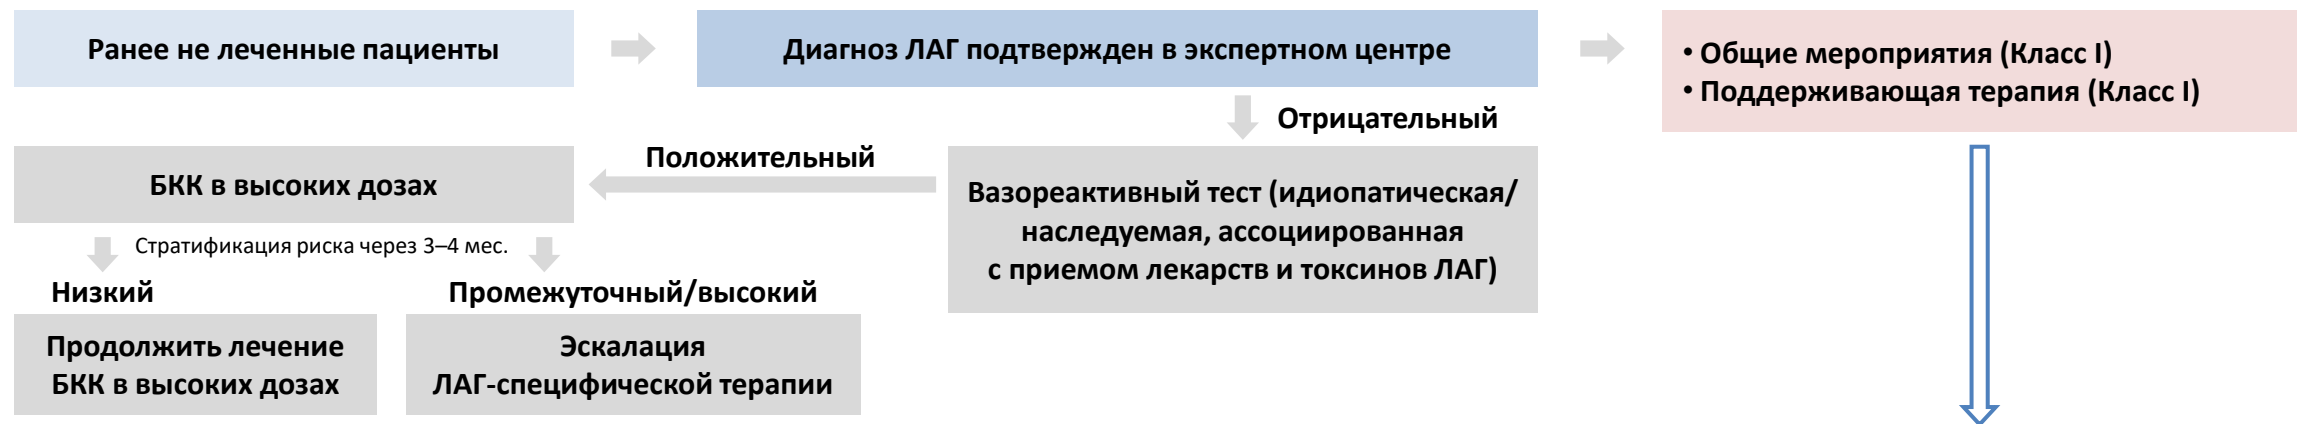 Ранее не леченные пациенты
Диагноз ЛАГ подтвержден в экспертном центре
• Общие мероприятия (Класс I)
• Поддерживающая терапия (Класс I)
Отрицательный
Положительный
БКК в высоких дозах
Вазореактивный тест (идиопатическая/
наследуемая, ассоциированная
с приемом лекарств и токсинов ЛАГ)
Стратификация риска через 3–4 мес.
Низкий
Промежуточный/высокий
Продолжить лечение
БКК в высоких дозах
Эскалация
ЛАГ-специфической терапии